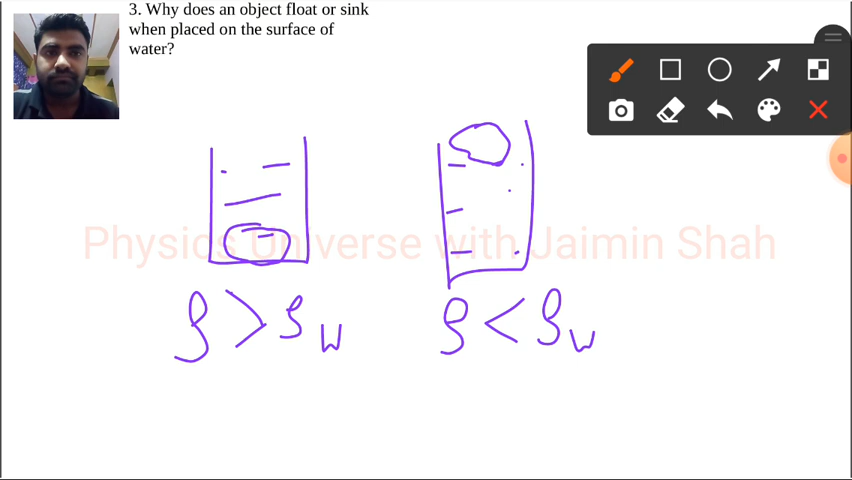 3. Why does an object float or sink
when placed on the surface of
water?
Physics Universe with Jaimin Shah
ρ > ρw
ρ < ρw